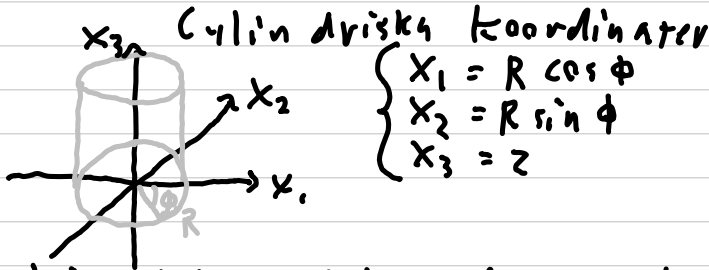 Cylindriska koordinater
X₃
X₁ = R cos ϕ
X₂
X₂ = R sin ϕ
X₃ = z
X₁
ϕ
R